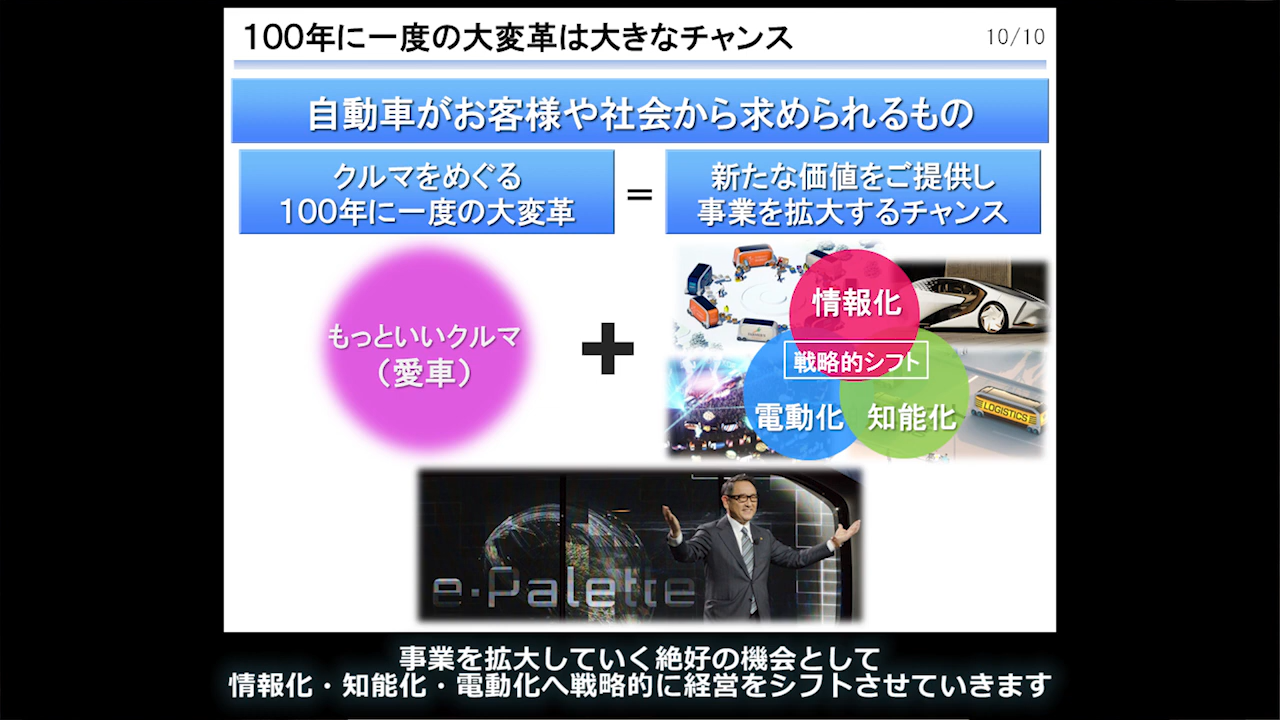 100年に一度の大変革は大きなチャンス
10/10
自動車がお客様や社会から求められるもの
クルマをめぐる
100年に一度の大変革
=
新たな価値をご提供し
事業を拡大するチャンス
もっといいクルマ
(愛車)
+
情報化
戦略的シフト
電動化
知能化
LOGISTICS
e-Palette
事業を拡大していく絶好の機会として
情報化・知能化・電動化へ戦略的に経営をシフトさせていきます